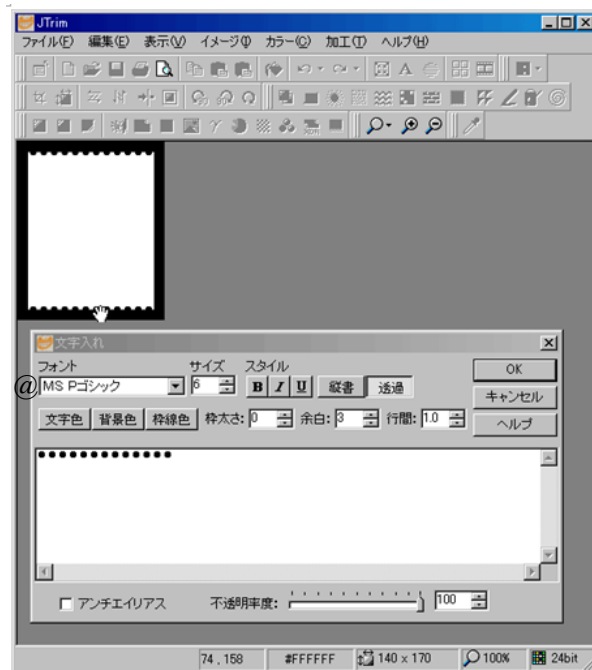 JTrim
ファイル(F) 編集(E) 表示(V) イメージ(I) カラー(C) 加工(T) ヘルプ(H)
文字入れ
フォント サイズ スタイル OK
@ MS Pゴシック 6 B I U 縦書 透過 キャンセル
文字色 背景色 枠線色 枠太さ: 0 余白: 3 行間: 1.0 ヘルプ
●●●●●●●●●●●●●
アンチエイリアス 不透明率度: 100
74 , 158 #FFFFFF 140 x 170 100% 24bit